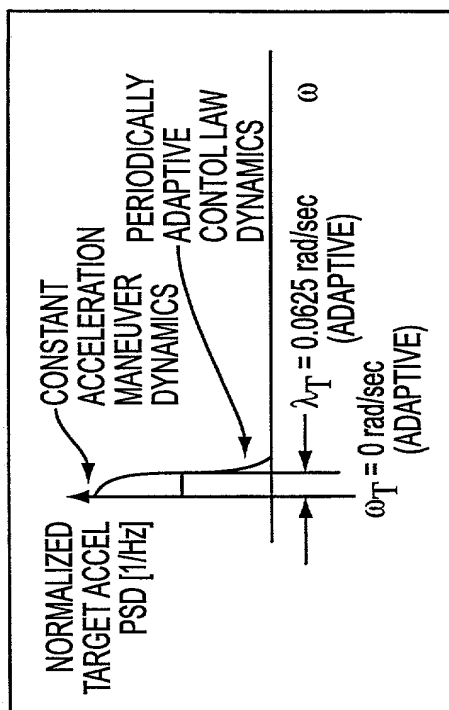 NORMALIZED
TARGET ACCEL
PSD [1/Hz]
CONSTANT
ACCELERATION
MANEUVER
DYNAMICS
PERIODICALLY
ADAPTIVE
CONTOL LAW
DYNAMICS
ω
λT = 0.0625 rad/sec
(ADAPTIVE)
ωT = 0 rad/sec
(ADAPTIVE)